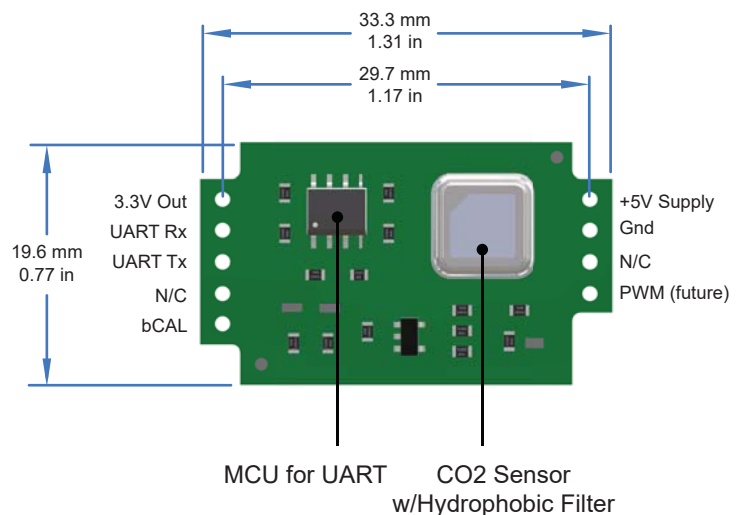 33.3 mm
1.31 in
29.7 mm
1.17 in
3.3V Out
UART Rx
UART Tx
N/C
bCAL
19.6 mm
0.77 in
+5V Supply
Gnd
N/C
PWM (future)
MCU for UART
CO2 Sensor
w/Hydrophobic Filter